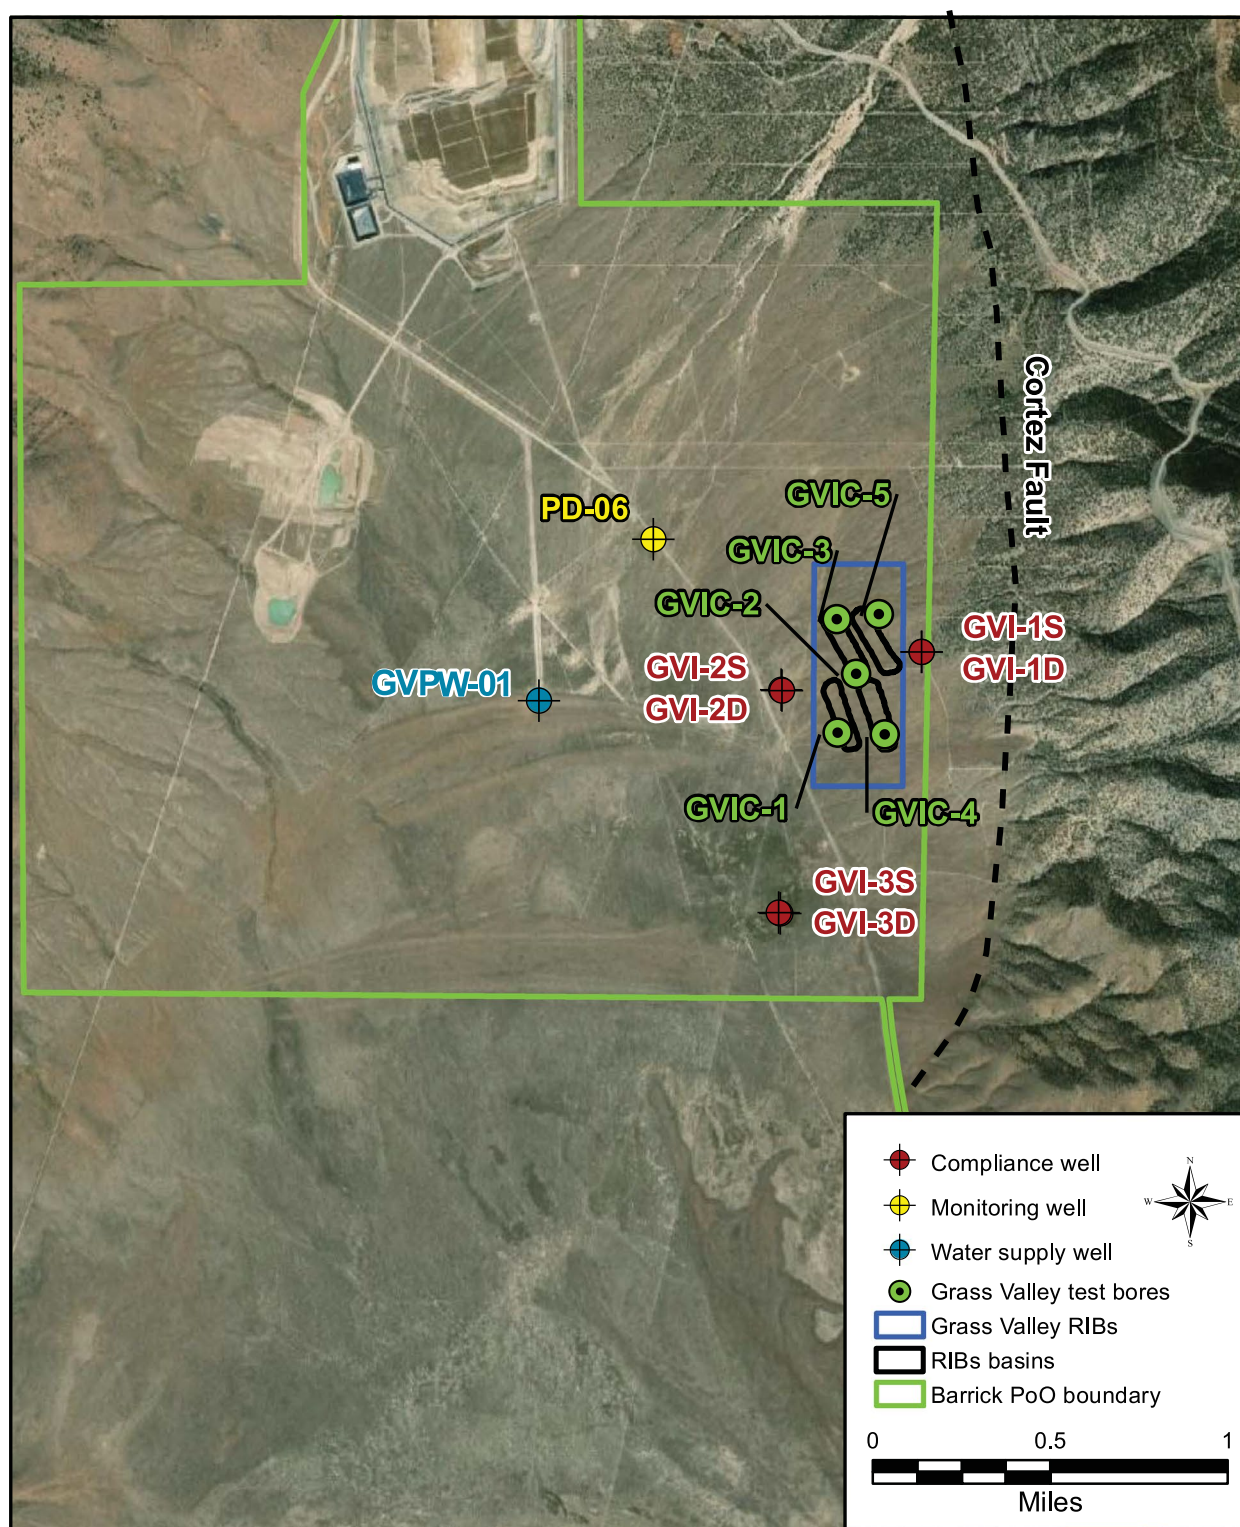 Cortez Fault
GVIC-5
PD-06
GVIC-3
GVIC-2
GVI-1S
GVI-1D
GVI-2S
GVI-2D
GVPW-01
GVIC-1
GVIC-4
GVI-3S
GVI-3D
Compliance well
Monitoring well
Water supply well
Grass Valley test bores
Grass Valley RIBs
RIBs basins
Barrick PoO boundary
N
W E
S
0 0.5 1
Miles